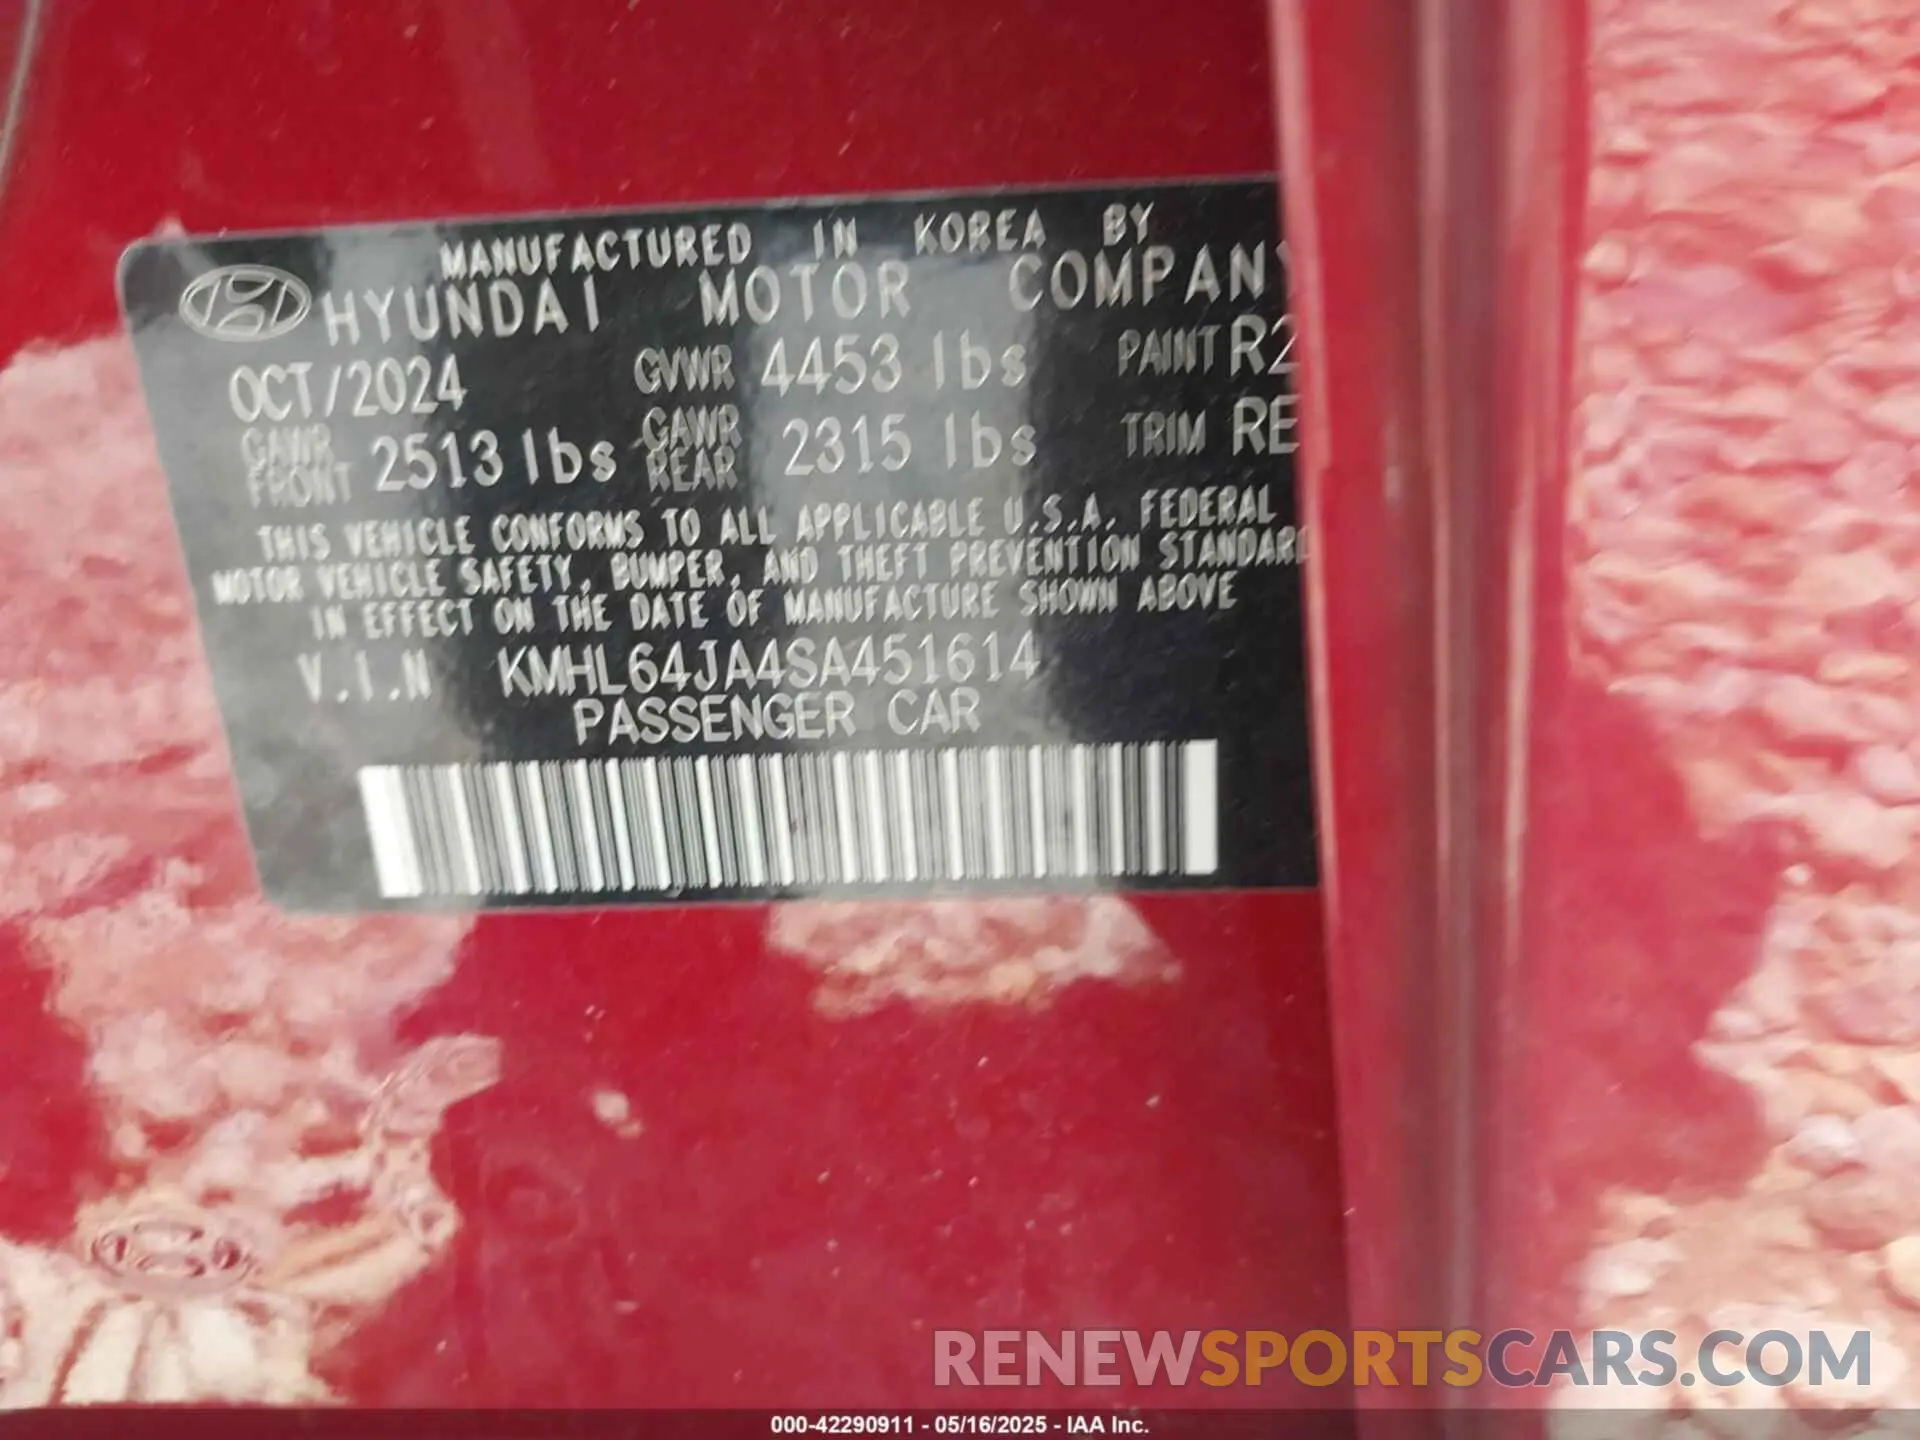 MANUFACTURED IN KOREA BY
HYUNDAI MOTOR COMPANY
OCT/2024 GVWR 4453 lbs PAINT R2
GAWR FRONT 2513 lbs GAWR REAR 2315 lbs TRIM RE
THIS VEHICLE CONFORMS TO ALL APPLICABLE U.S.A. FEDERAL
MOTOR VEHICLE SAFETY, BUMPER, AND THEFT PREVENTION STANDARD
IN EFFECT ON THE DATE OF MANUFACTURE SHOWN ABOVE
V.I.N KMHL64JA4SA451614
PASSENGER CAR
RENEWSPORTSCARS.COM
000-42290911 - 05/16/2025 - IAA Inc.